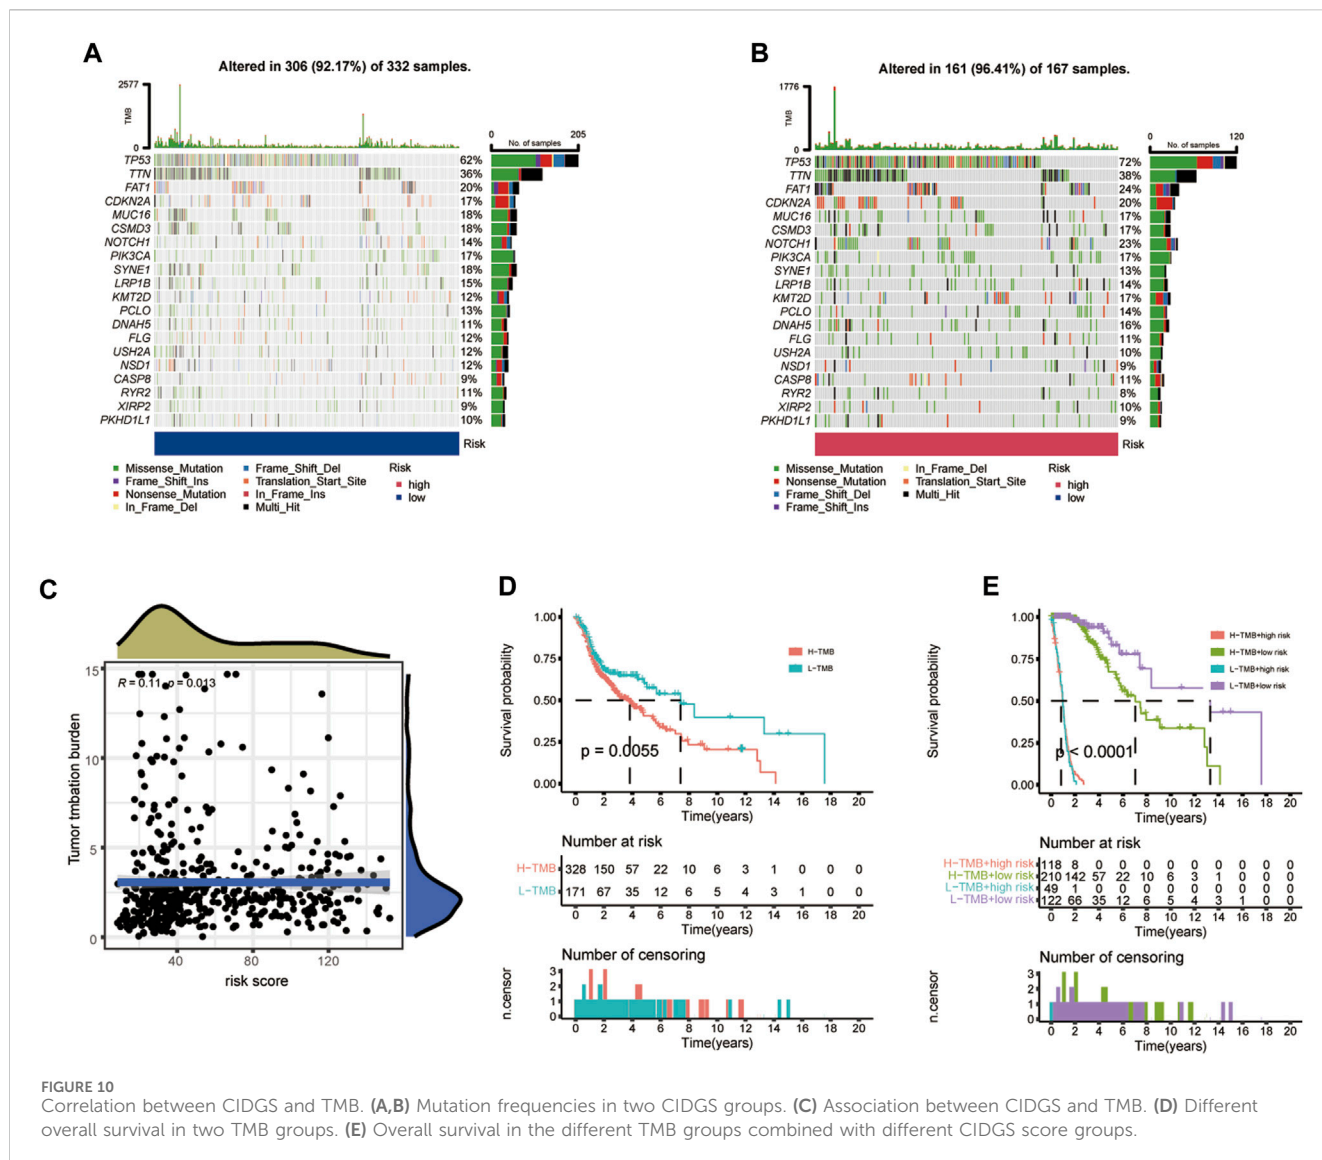 A
Altered in 306 (92.17%) of 332 samples.
2577
TMB
0
0 205
No. of samples
TP53 62%
TTN 36%
FAT1 20%
CDKN2A 17%
MUC16 18%
CSMD3 18%
NOTCH1 14%
PIK3CA 17%
SYNE1 18%
LRP1B 15%
KMT2D 12%
PCLO 13%
DNAH5 11%
FLG 12%
USH2A 12%
NSD1 12%
CASP8 9%
RYR2 11%
XIRP2 9%
PKHD1L1 10%
Risk
Missense_Mutation Frame_Shift_Del Risk
Frame_Shift_Ins Translation_Start_Site high
Nonsense_Mutation In_Frame_Ins low
In_Frame_Del Multi_Hit
B
Altered in 161 (96.41%) of 167 samples.
1776
TMB
0
0 120
No. of samples
TP53 72%
TTN 38%
FAT1 24%
CDKN2A 20%
MUC16 17%
CSMD3 17%
NOTCH1 23%
PIK3CA 17%
SYNE1 13%
LRP1B 14%
KMT2D 17%
PCLO 14%
DNAH5 16%
FLG 11%
USH2A 10%
NSD1 9%
CASP8 11%
RYR2 8%
XIRP2 10%
PKHD1L1 9%
Risk
Missense_Mutation In_Frame_Del Risk
Nonsense_Mutation Translation_Start_Site high
Frame_Shift_Del Multi_Hit low
Frame_Shift_Ins
C
15
R = 0.11, p = 0.013
10
5
0
Tumor tmbation burden
40 80 120
risk score
D
1.00
0.75
0.50
0.25
0.00
Survival probability
H-TMB
L-TMB
p = 0.0055
0 2 4 6 8 10 12 14 16 18 20
Time(years)
Number at risk
H-TMB 328 150 57 22 10 6 3 1 0 0 0
L-TMB 171 67 35 12 6 5 4 3 1 0 0
0 2 4 6 8 10 12 14 16 18 20
Time(years)
Number of censoring
n.censor
3
2
1
0
0 2 4 6 8 10 12 14 16 18 20
Time(years)
E
1.00
0.75
0.50
0.25
0.00
Survival probability
H-TMB+high risk
H-TMB+low risk
L-TMB+high risk
L-TMB+low risk
p < 0.0001
0 2 4 6 8 10 12 14 16 18 20
Time(years)
Number at risk
H-TMB+high risk 118 8 0 0 0 0 0 0 0 0 0
H-TMB+low risk 210 142 57 22 10 6 3 1 0 0 0
L-TMB+high risk 49 1 0 0 0 0 0 0 0 0 0
L-TMB+low risk 122 66 35 12 6 5 4 3 1 0 0
0 2 4 6 8 10 12 14 16 18 20
Time(years)
Number of censoring
n.censor
3
2
1
0
0 2 4 6 8 10 12 14 16 18 20
Time(years)
FIGURE 10
Correlation between CIDGS and TMB. (A,B) Mutation frequencies in two CIDGS groups. (C) Association between CIDGS and TMB. (D) Different
overall survival in two TMB groups. (E) Overall survival in the different TMB groups combined with different CIDGS score groups.